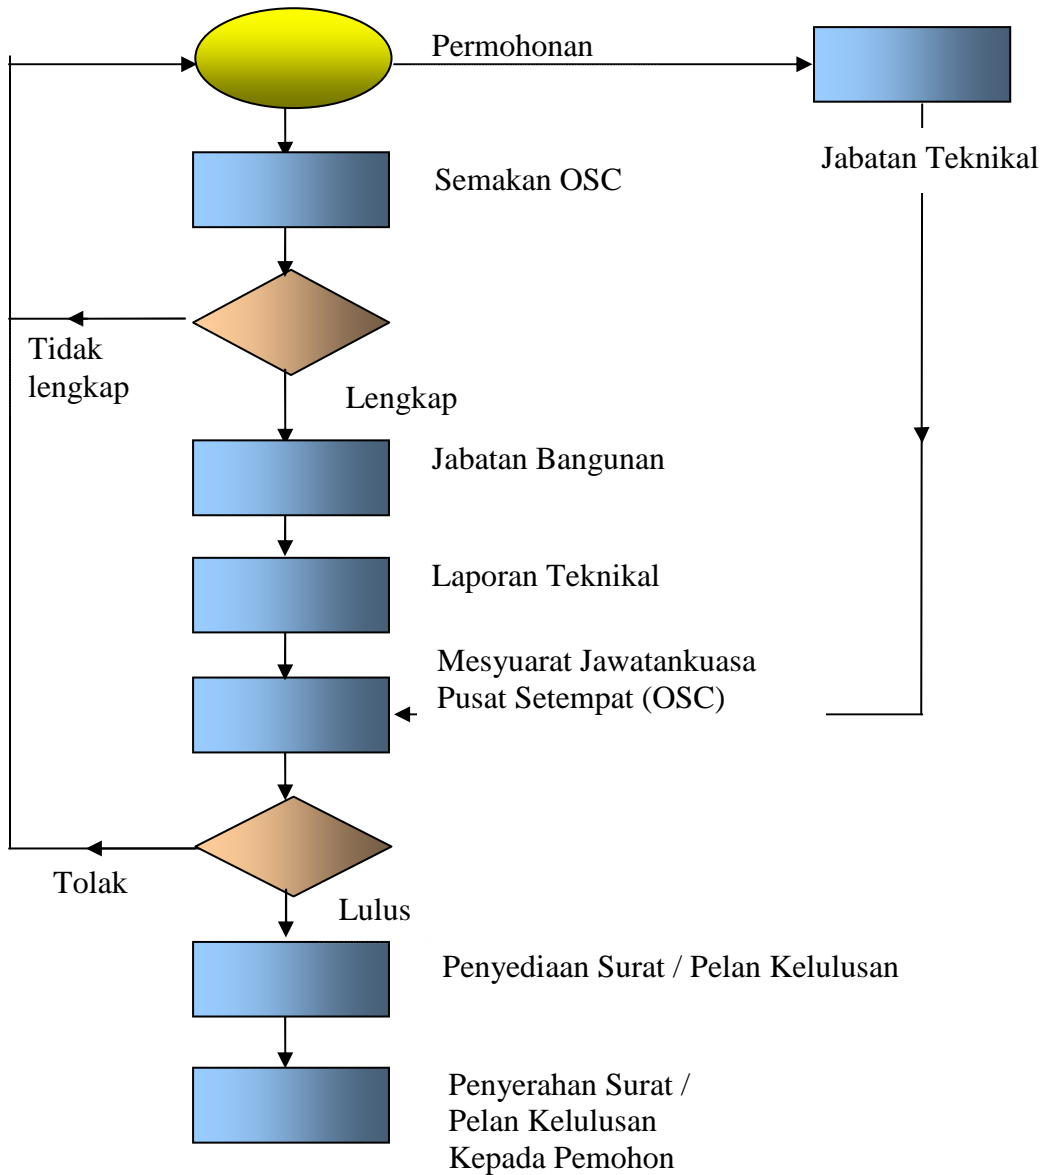 Permohonan
Jabatan Teknikal
Semakan OSC
Tidak
lengkap
Lengkap
Jabatan Bangunan
Laporan Teknikal
Mesyuarat Jawatankuasa
Pusat Setempat (OSC)
Tolak
Lulus
Penyediaan Surat / Pelan Kelulusan
Penyerahan Surat /
Pelan Kelulusan
Kepada Pemohon